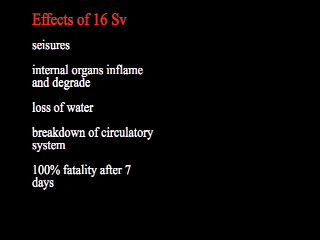 Effects of 16 Sv
seisures
internal organs inflame
and degrade
loss of water
breakdown of circulatory
system
100% fatality after 7
days